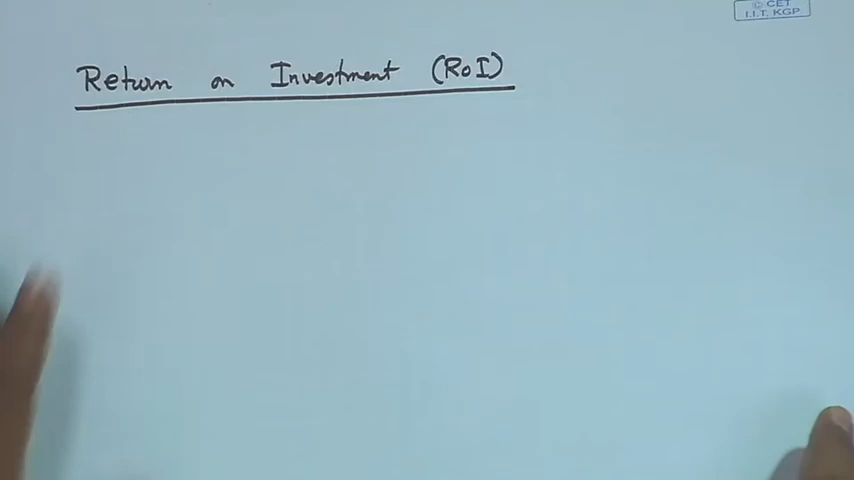 © CET
I.I.T. KGP
Return on Investment (RoI)